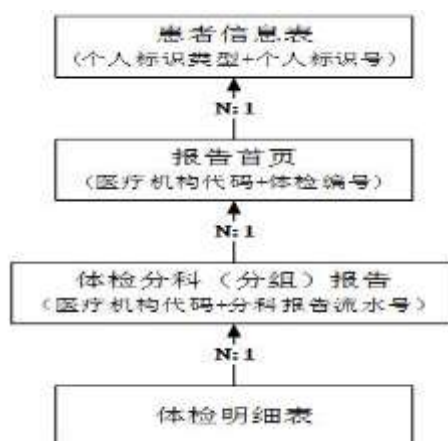 患者信息表
(个人标识类型+个人标识号)
N: 1
报告首页
(医疗机构代码+体检编号)
N: 1
体检分科（分组）报告
(医疗机构代码+分科报告流水号)
N: 1
体检明细表